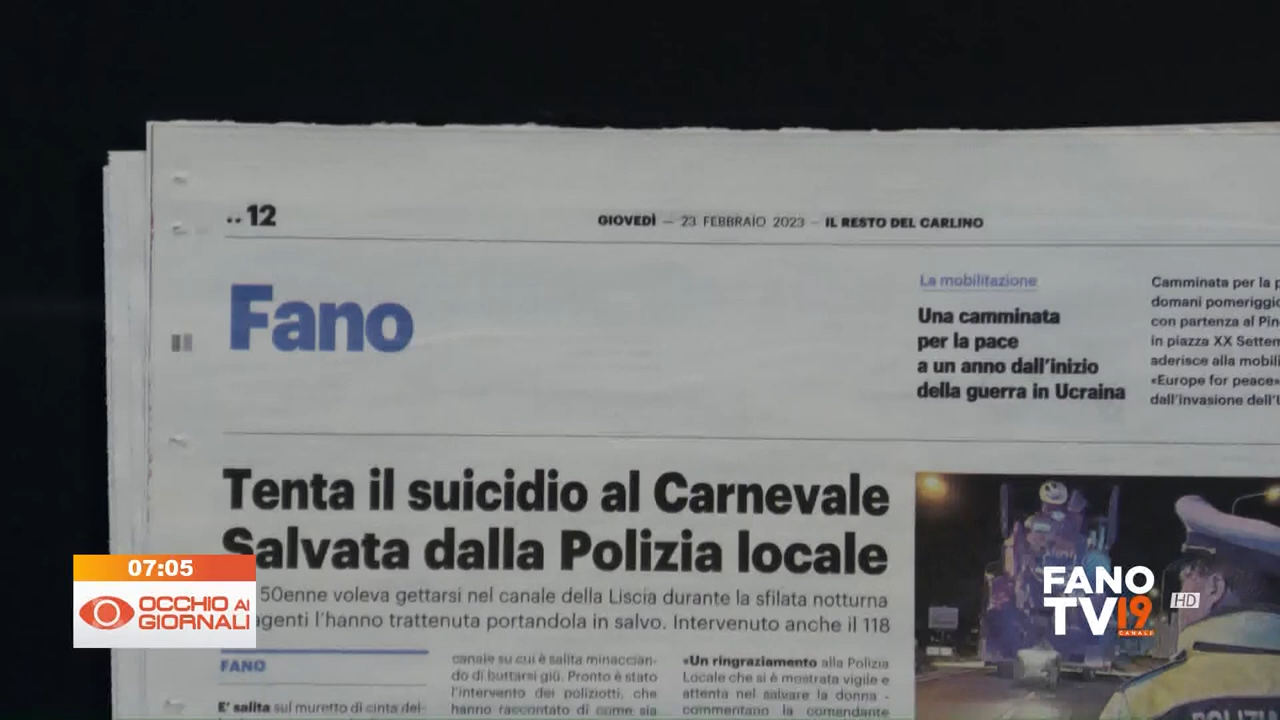 .. 12
GIOVEDÌ — 23 FEBBRAIO 2023 – IL RESTO DEL CARLINO
Fano
La mobilitazione
Una camminata
per la pace
a un anno dall'inizio
della guerra in Ucraina
Camminata per la
domani pomeriggio
con partenza al
in piazza XX
aderisce alla
«Europe for peace»
dall'invasione
Tenta il suicidio al Carnevale
Salvata dalla Polizia locale
50enne voleva gettarsi nel canale della Liscia durante la sfilata notturna
agenti l'hanno trattenuta portandola in salvo. Intervenuto anche il 118
FANO
E' salita sul muretto di cinta del-
canale su cui è salita minaccian-
do di buttarsi giù. Pronto è stato
l'intervento dei poliziotti, che
hanno raccontato di come sia
«Un ringraziamento alla Polizia
Locale che si è mostrata vigile e
attenta nel salvare la donna -
commentano la comandante
POLIZI
07:05
OCCHIO AI
GIORNALI
FANO
TV19
CANALE
HD